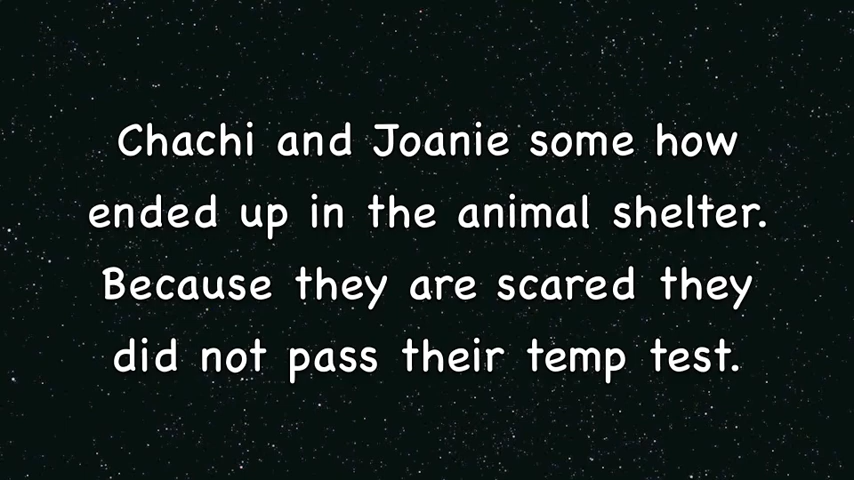 Chachi and Joanie some how
ended up in the animal shelter.
Because they are scared they
did not pass their temp test.